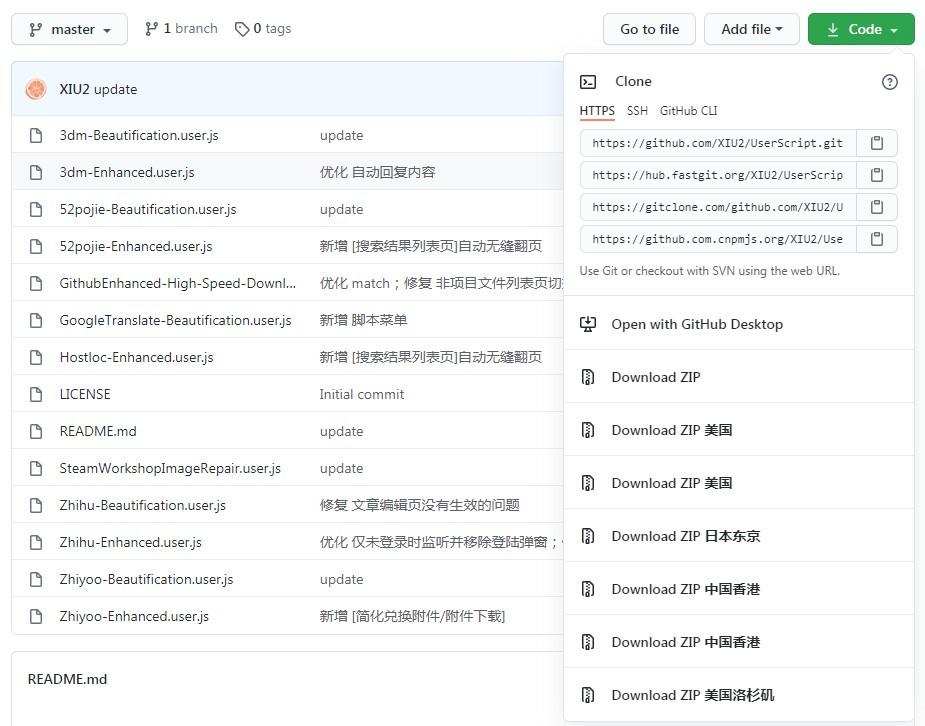 master
1 branch
0 tags
Go to file
Add file
Code
XIU2 update
3dm-Beautification.user.js update
3dm-Enhanced.user.js 优化 自动回复内容
52pojie-Beautification.user.js update
52pojie-Enhanced.user.js 新增 [搜索结果列表页]自动无缝翻页
GithubEnhanced-High-Speed-Downl... 优化 match；修复 非项目文件列表页切
GoogleTranslate-Beautification.user.js 新增 脚本菜单
Hostloc-Enhanced.user.js 新增 [搜索结果列表页]自动无缝翻页
LICENSE Initial commit
README.md update
SteamWorkshopImageRepair.user.js update
Zhihu-Beautification.user.js 修复 文章编辑页没有生效的问题
Zhihu-Enhanced.user.js 优化 仅未登录时监听并移除登陆弹窗；
Zhiyoo-Beautification.user.js update
Zhiyoo-Enhanced.user.js 新增 [简化兑换附件/附件下载]
README.md
Clone
HTTPS SSH GitHub CLI
https://github.com/XIU2/UserScript.git
https://hub.fastgit.org/XIU2/UserScrip
https://gitclone.com/github.com/XIU2/U
https://github.com.cnpmjs.org/XIU2/Use
Use Git or checkout with SVN using the web URL.
Open with GitHub Desktop
Download ZIP
Download ZIP 美国
Download ZIP 美国
Download ZIP 日本东京
Download ZIP 中国香港
Download ZIP 中国香港
Download ZIP 美国洛杉矶